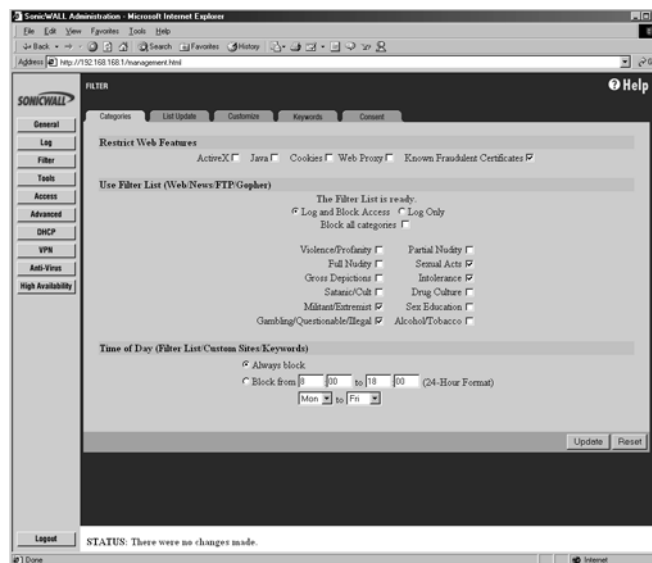 SonicWALL Administration - Microsoft Internet Explorer
File Edit View Favorites Tools Help
Back Search Favorites History
Address http://192.168.168.1/management.html
SONICWALL
FILTER
Help
General
Log
Filter
Tools
Access
Advanced
DHCP
VPN
Anti-Virus
High Availability
Logout
Categories List Update Customize Keywords Consent
Restrict Web Features
ActiveX Java Cookies Web Proxy Known Fraudulent Certificates
Use Filter List (Web/News/FTP/Gopher)
The Filter List is ready.
Log and Block Access Log Only
Block all categories
Violence/Profanity Partial Nudity
Full Nudity Sexual Acts
Gross Depictions Intolerance
Satanic/Cult Drug Culture
Militant/Extremist Sex Education
Gambling/Questionable/Illegal Alcohol/Tobacco
Time of Day (Filter List/Custom Sites/Keywords)
Always block
Block from 8 :00 to 18 :00 (24-Hour Format)
Mon to Fri
Update Reset
STATUS: There were no changes made.
Done Internet